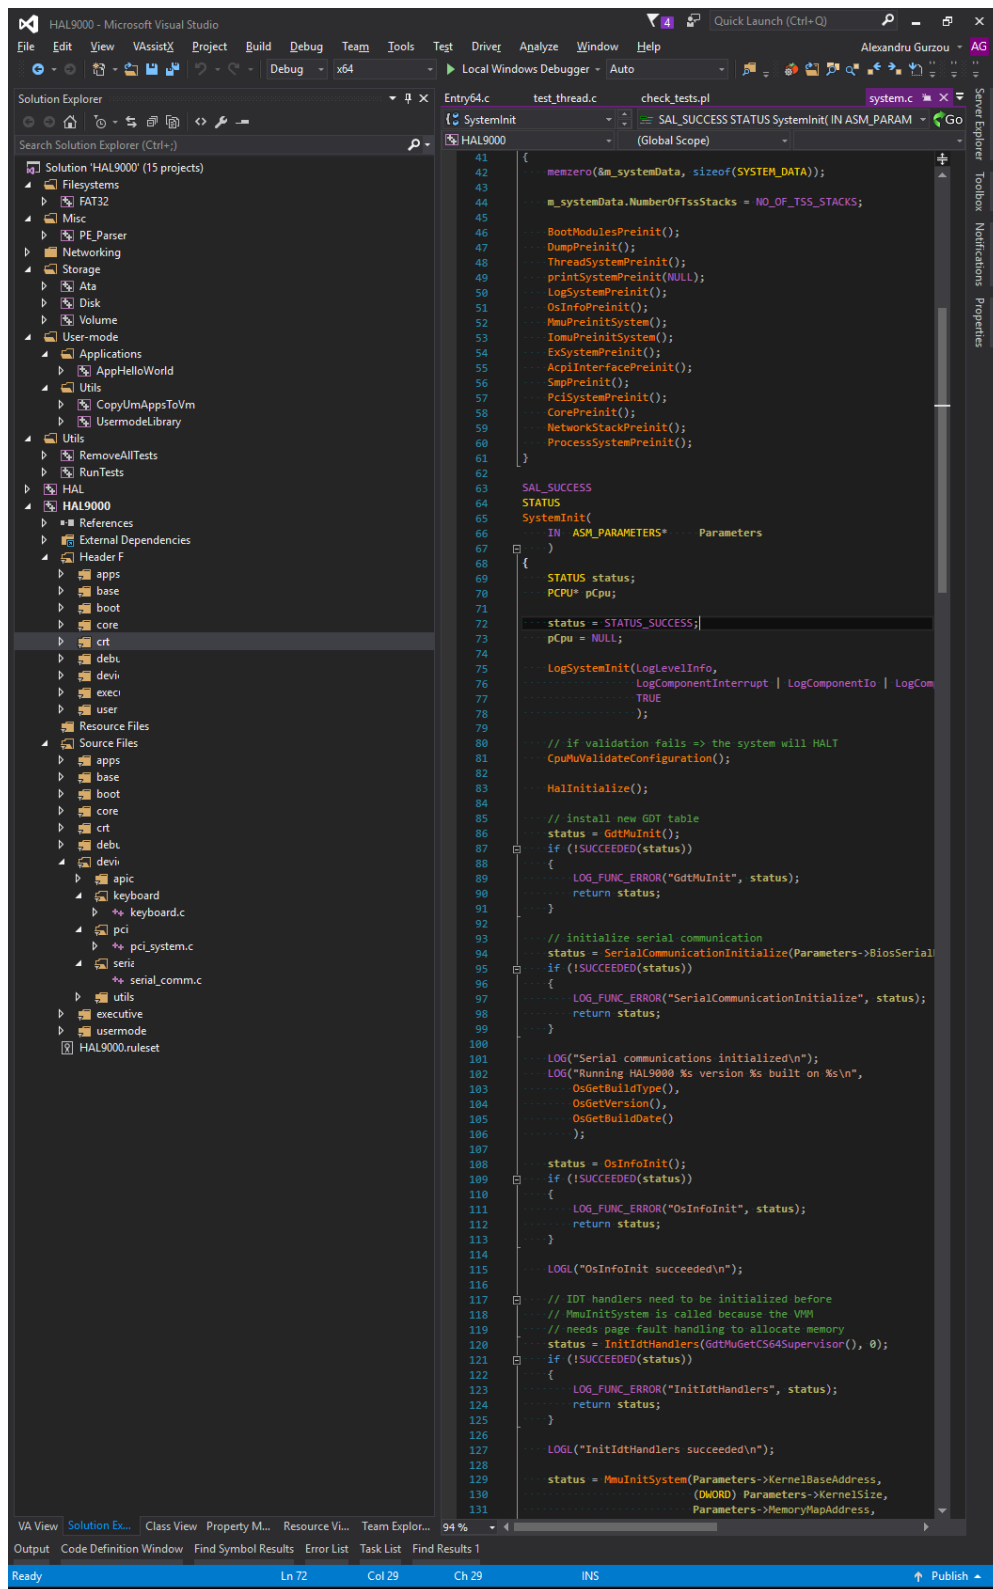 HAL9000 - Microsoft Visual Studio
4
Quick Launch (Ctrl+Q)
File Edit View VAssistX Project Build Debug Team Tools Test Driver Analyze Window Help
Alexandru Gurzou AG
Debug x64 Local Windows Debugger Auto
Solution Explorer
Search Solution Explorer (Ctrl+;)
Solution 'HAL9000' (15 projects)
Filesystems
FAT32
Misc
PE_Parser
Networking
Storage
Ata
Disk
Volume
User-mode
Applications
AppHelloWorld
Utils
CopyUmAppsToVm
UsermodeLibrary
Utils
RemoveAllTests
RunTests
HAL
HAL9000
References
External Dependencies
Header F
apps
base
boot
core
crt
debu
devi
execu
user
Resource Files
Source Files
apps
base
boot
core
crt
debu
devi
apic
keyboard
keyboard.c
pci
pci_system.c
seria
serial_comm.c
utils
executive
usermode
HAL9000.ruleset
VA View Solution Ex... Class View Property M... Resource Vi... Team Explor...
Entry64.c test_thread.c check_tests.pl system.c
SystemInit SAL_SUCCESS STATUS SystemInit( IN ASM_PARAM Go
HAL9000 (Global Scope)
41 {
42 memzero(&m_systemData, sizeof(SYSTEM_DATA));
43
44 m_systemData.NumberOfTssStacks = NO_OF_TSS_STACKS;
45
46 BootModulesPreinit();
47 DumpPreinit();
48 ThreadSystemPreinit();
49 printSystemPreinit(NULL);
50 LogSystemPreinit();
51 OsInfoPreinit();
52 MmuPreinitSystem();
53 IomuPreinitSystem();
54 ExSystemPreinit();
55 AcpiInterfacePreinit();
56 SmpPreinit();
57 PciSystemPreinit();
58 CorePreinit();
59 NetworkStackPreinit();
60 ProcessSystemPreinit();
61 }
62
63 SAL_SUCCESS
64 STATUS
65 SystemInit(
66 IN ASM_PARAMETERS* Parameters
67 )
68 {
69 STATUS status;
70 PCPU* pCpu;
71
72 status = STATUS_SUCCESS;
73 pCpu = NULL;
74
75 LogSystemInit(LogLevelInfo,
76 LogComponentInterrupt | LogComponentIo | LogCom
77 TRUE
78 );
79
80 // if validation fails => the system will HALT
81 CpuMuValidateConfiguration();
82
83 HalInitialize();
84
85 // install new GDT table
86 status = GdtMuInit();
87 if (!SUCCEEDED(status))
88 {
89 LOG_FUNC_ERROR("GdtMuInit", status);
90 return status;
91 }
92
93 // initialize serial communication
94 status = SerialCommunicationInitialize(Parameters->BiosSerial
95 if (!SUCCEEDED(status))
96 {
97 LOG_FUNC_ERROR("SerialCommunicationInitialize", status);
98 return status;
99 }
100
101 LOG("Serial communications initialized\n");
102 LOG("Running HAL9000 %s version %s built on %s\n",
103 OsGetBuildType(),
104 OsGetVersion(),
105 OsGetBuildDate()
106 );
107
108 status = OsInfoInit();
109 if (!SUCCEEDED(status))
110 {
111 LOG_FUNC_ERROR("OsInfoInit", status);
112 return status;
113 }
114
115 LOGL("OsInfoInit succeeded\n");
116
117 // IDT handlers need to be initialized before
118 // MmuInitSystem is called because the VMM
119 // needs page fault handling to allocate memory
120 status = InitIdtHandlers(GdtMuGetCS64Supervisor(), 0);
121 if (!SUCCEEDED(status))
122 {
123 LOG_FUNC_ERROR("InitIdtHandlers", status);
124 return status;
125 }
126
127 LOGL("InitIdtHandlers succeeded\n");
128
129 status = MmuInitSystem(Parameters->KernelBaseAddress,
130 (DWORD) Parameters->KernelSize,
131 Parameters->MemoryMapAddress,
94 %
Server Explorer
Toolbox
Notifications
Properties
Output Code Definition Window Find Symbol Results Error List Task List Find Results 1
Ready Ln 72 Col 29 Ch 29 INS Publish